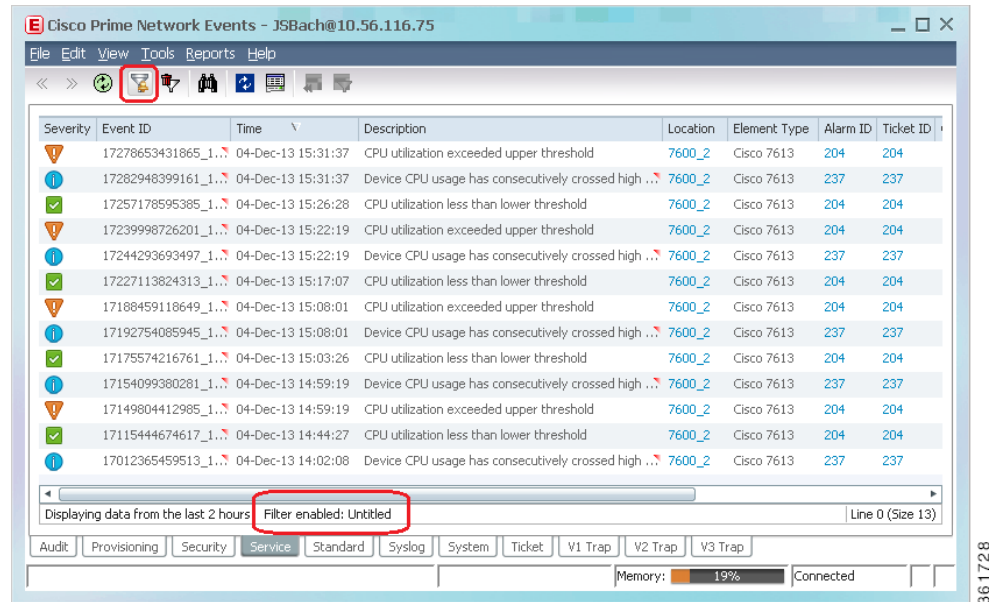 E Cisco Prime Network Events - JSBach@10.56.116.75
File Edit View Tools Reports Help
Severity Event ID Time Description Location Element Type Alarm ID Ticket ID
17278653431865_1... 04-Dec-13 15:31:37 CPU utilization exceeded upper threshold 7600_2 Cisco 7613 204 204
17282948399161_1... 04-Dec-13 15:31:37 Device CPU usage has consecutively crossed high ... 7600_2 Cisco 7613 237 237
17257178595385_1... 04-Dec-13 15:26:28 CPU utilization less than lower threshold 7600_2 Cisco 7613 204 204
17239998726201_1... 04-Dec-13 15:22:19 CPU utilization exceeded upper threshold 7600_2 Cisco 7613 204 204
17244293693497_1... 04-Dec-13 15:22:19 Device CPU usage has consecutively crossed high ... 7600_2 Cisco 7613 237 237
17227113824313_1... 04-Dec-13 15:17:07 CPU utilization less than lower threshold 7600_2 Cisco 7613 204 204
17188459118649_1... 04-Dec-13 15:08:01 CPU utilization exceeded upper threshold 7600_2 Cisco 7613 204 204
17192754085945_1... 04-Dec-13 15:08:01 Device CPU usage has consecutively crossed high ... 7600_2 Cisco 7613 237 237
17175574216761_1... 04-Dec-13 15:03:26 CPU utilization less than lower threshold 7600_2 Cisco 7613 204 204
17154099380281_1... 04-Dec-13 14:59:19 Device CPU usage has consecutively crossed high ... 7600_2 Cisco 7613 237 237
17149804412985_1... 04-Dec-13 14:59:19 CPU utilization exceeded upper threshold 7600_2 Cisco 7613 204 204
17115444674617_1... 04-Dec-13 14:44:27 CPU utilization less than lower threshold 7600_2 Cisco 7613 204 204
17012365459513_1... 04-Dec-13 14:02:08 Device CPU usage has consecutively crossed high ... 7600_2 Cisco 7613 237 237
Displaying data from the last 2 hours Filter enabled: Untitled Line 0 (Size 13)
Audit Provisioning Security Service Standard Syslog System Ticket V1 Trap V2 Trap V3 Trap
Memory: 19% Connected
361728